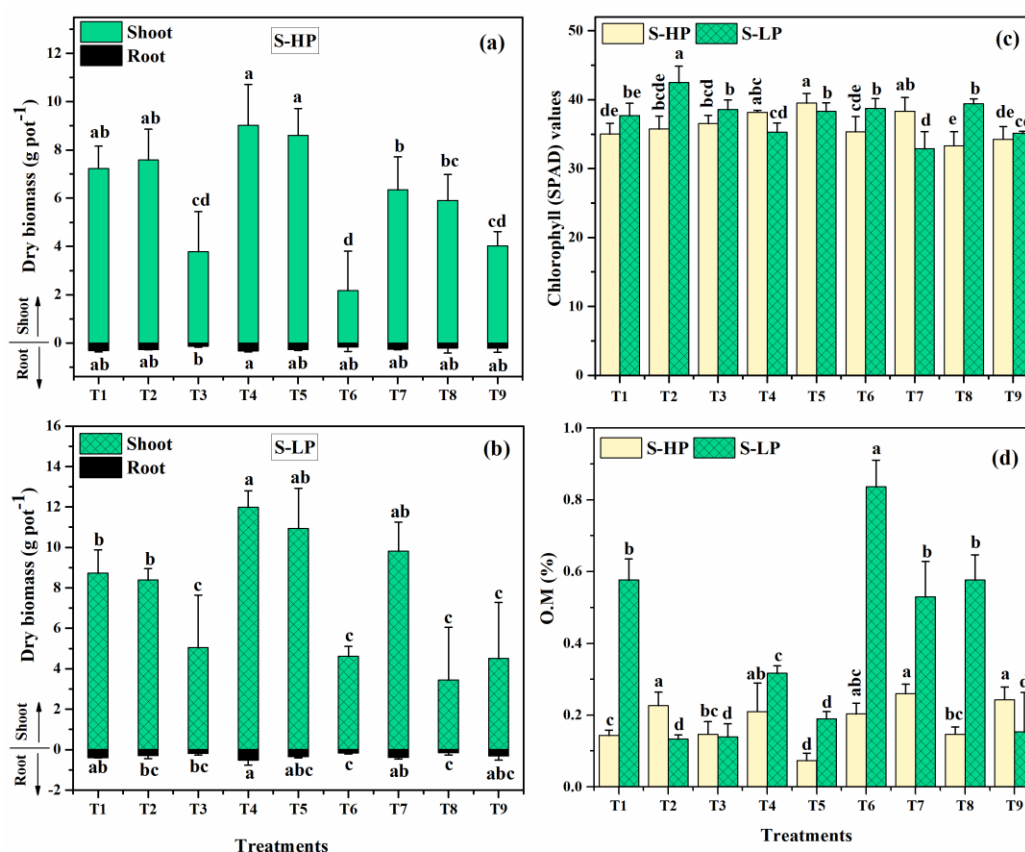 Shoot
Root
S-HP
(a)
12
10
8
6
4
2
0
Dry biomass (g pot-1)
Root Shoot
ab ab cd a a d b bc cd
ab ab b a ab ab ab ab ab
T1 T2 T3 T4 T5 T6 T7 T8 T9
S-HP S-LP
(c)
50
40
30
20
10
0
Chlorophyll (SPAD) values
de be bcde a bcd b abc cd a b cde b ab d e b de
T1 T2 T3 T4 T5 T6 T7 T8 T9
Shoot
Root
S-LP
(b)
16
14
12
10
8
6
4
2
0
-2
Dry biomass (g pot-1)
Root Shoot
b b c a ab c ab c c
ab bc bc a abc c ab c abc
T1 T2 T3 T4 T5 T6 T7 T8 T9
Treatments
S-HP S-LP
(d)
1.0
0.8
0.6
0.4
0.2
0.0
O.M (%)
c b a d bc d ab c d d abc a a b bc b a
T1 T2 T3 T4 T5 T6 T7 T8 T9
Treatments